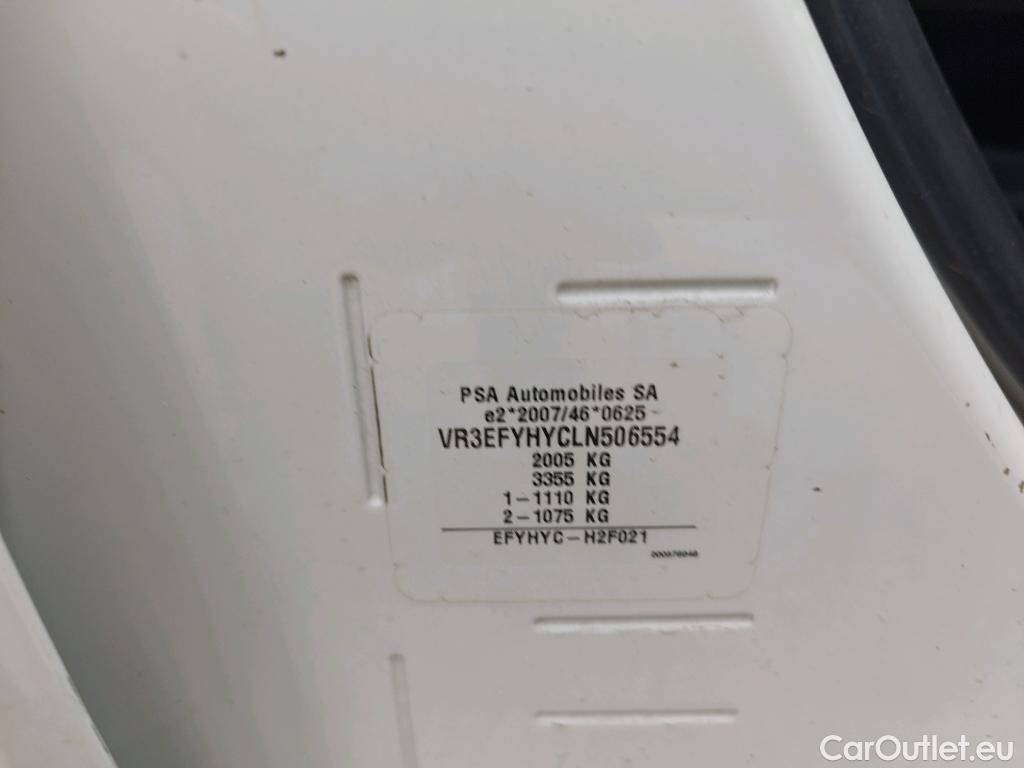 PSA Automobiles SA
e2*2007/46*0625
VR3EFYHYCLN506554
2005 KG
3355 KG
1-1110 KG
2-1075 KG
EFYHYC-H2F021
CarOutlet.eu